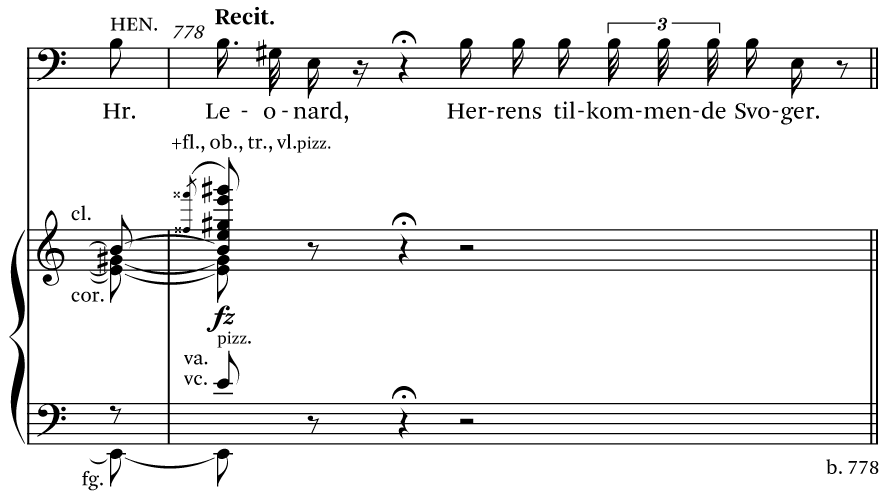 HEN. 778 Recit.
Hr. Le - o - nard, Her - rens til - kom - men - de Svo - ger.
+fl., ob., tr., vl.pizz.
cl.
cor.
fz
pizz.
va.
vc.
fg.
b. 778
3